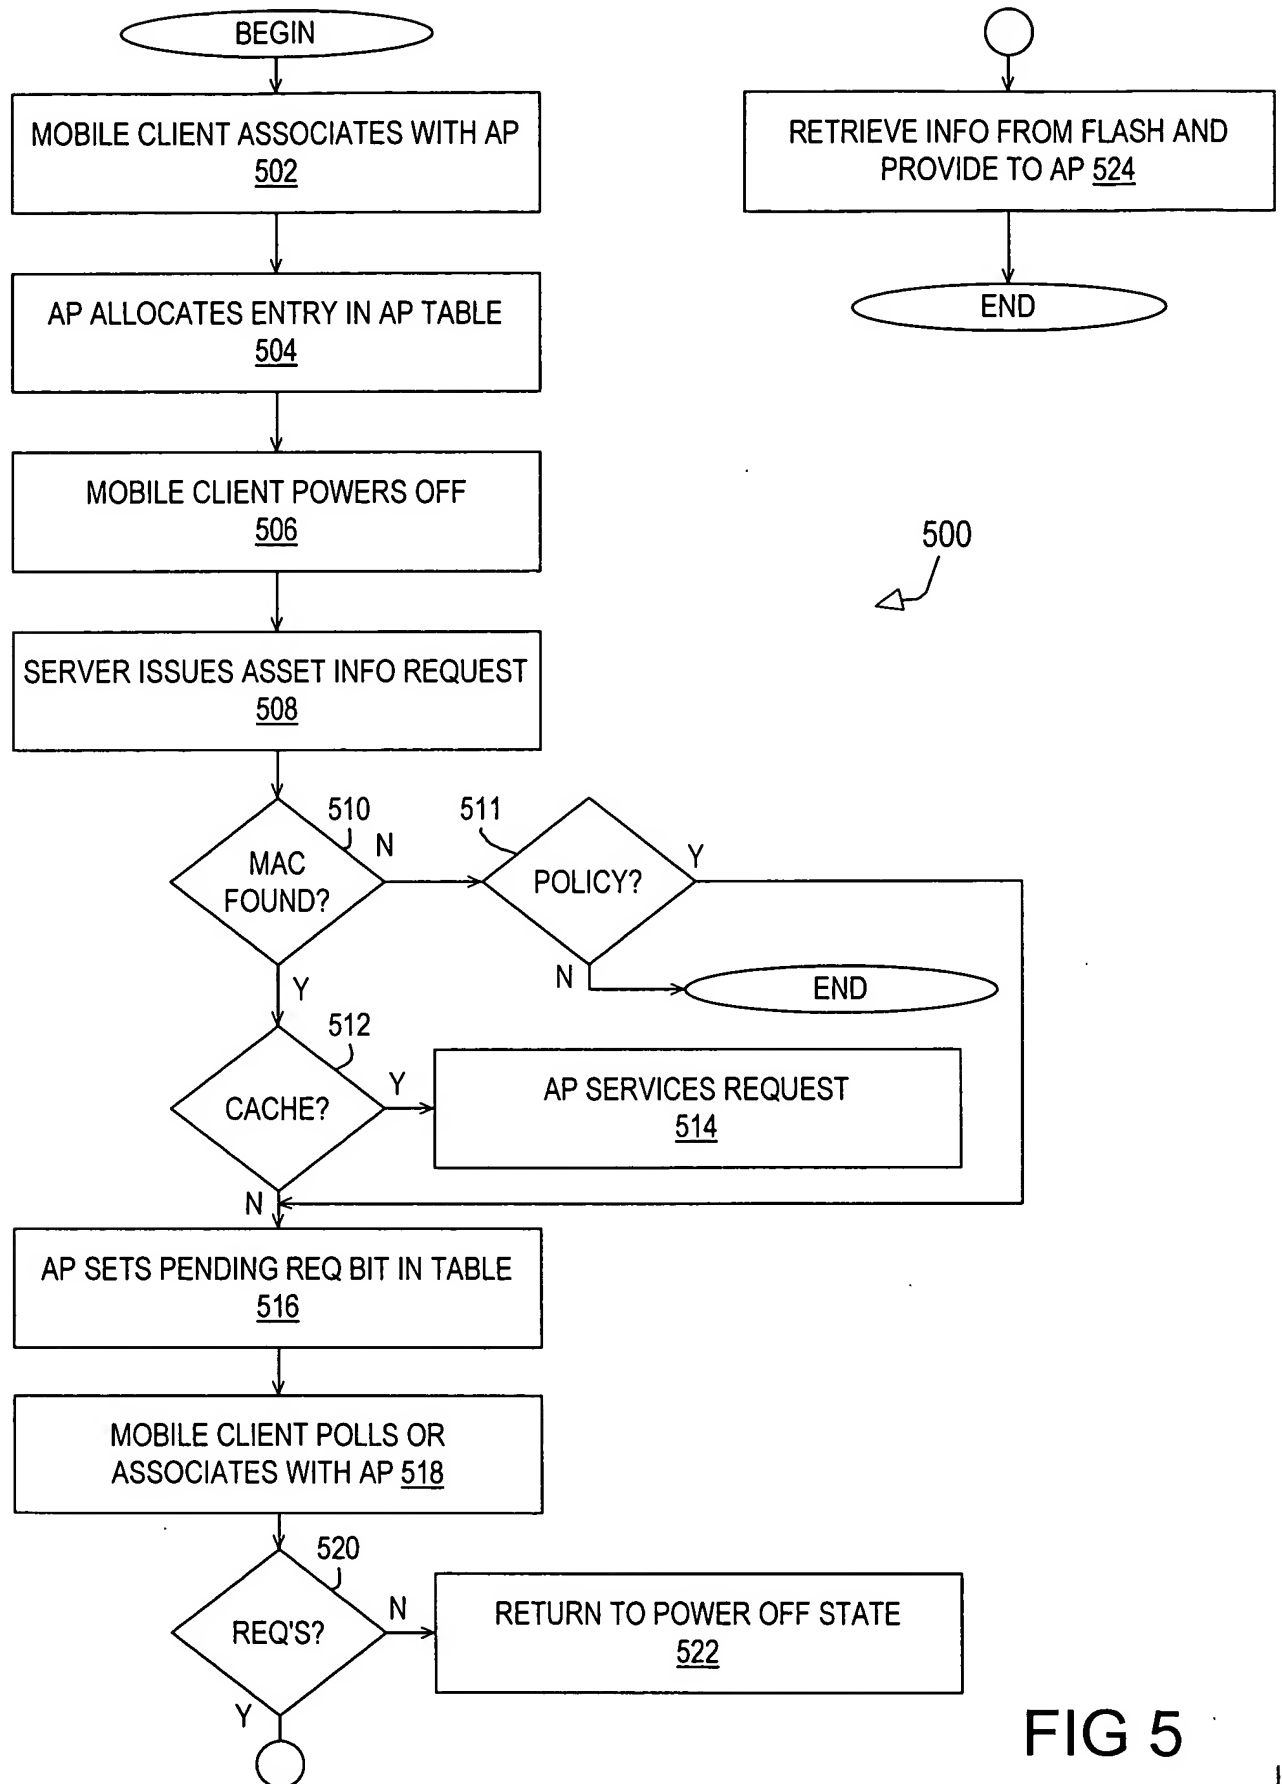 BEGIN
MOBILE CLIENT ASSOCIATES WITH AP
502
AP ALLOCATES ENTRY IN AP TABLE
504
MOBILE CLIENT POWERS OFF
506
SERVER ISSUES ASSET INFO REQUEST
508
510
MAC
FOUND?
N
Y
511
POLICY?
Y
N
END
512
CACHE?
Y
N
AP SERVICES REQUEST
514
AP SETS PENDING REQ BIT IN TABLE
516
MOBILE CLIENT POLLS OR
ASSOCIATES WITH AP 518
520
REQ'S?
N
Y
RETURN TO POWER OFF STATE
522
RETRIEVE INFO FROM FLASH AND
PROVIDE TO AP 524
END
500
FIG 5